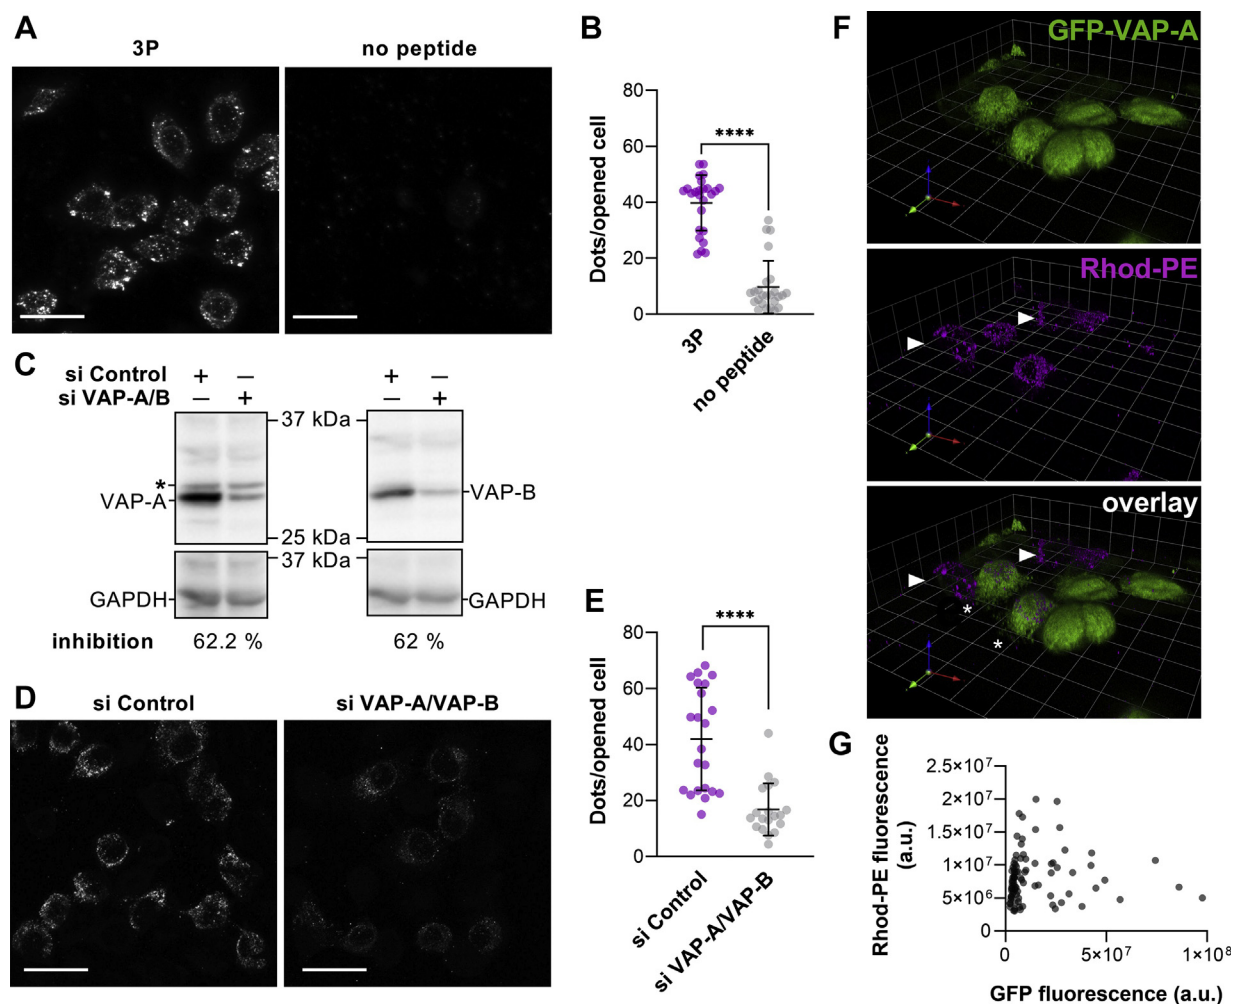 A
3P
no peptide
B
Dots/opened cell
80
60
40
20
0
****
3P
no peptide
C
si Control + – + –
si VAP-A/B – + – +
37 kDa
*
VAP-A
VAP-B
25 kDa
37 kDa
GAPDH
GAPDH
inhibition 62.2 % 62 %
D
si Control
si VAP-A/VAP-B
E
Dots/opened cell
80
60
40
20
0
****
si Control
si VAP-A/VAP-B
F
GFP-VAP-A
Rhod-PE
overlay
*
*
G
Rhod-PE fluorescence
(a.u.)
2.5×10⁷
2×10⁷
1.5×10⁷
1×10⁷
5×10⁶
0
0 5×10⁷ 1×10⁸
GFP fluorescence (a.u.)